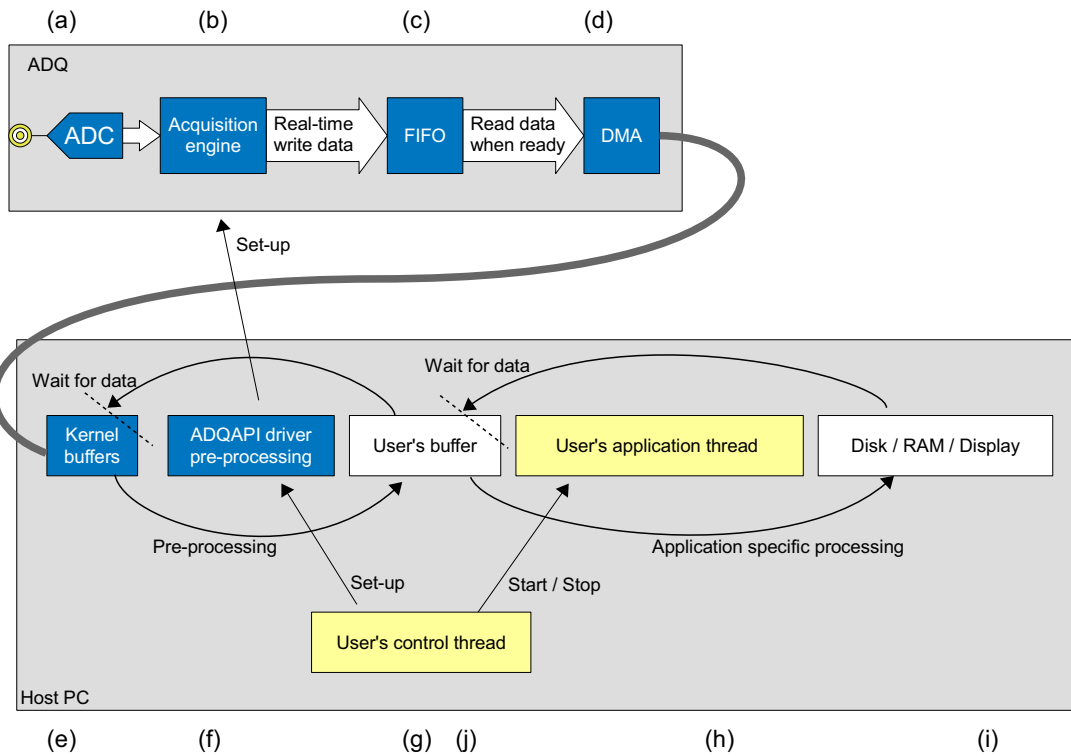 (a) (b) (c) (d)
ADQ
ADC
Acquisition
engine
Real-time
write data
FIFO
Read data
when ready
DMA
Set-up
Wait for data
Wait for data
Kernel
buffers
ADQAPI driver
pre-processing
User's buffer
User's application thread
Disk / RAM / Display
Pre-processing
Application specific processing
Set-up
Start / Stop
User's control thread
Host PC
(e) (f) (g) (j) (h) (i)